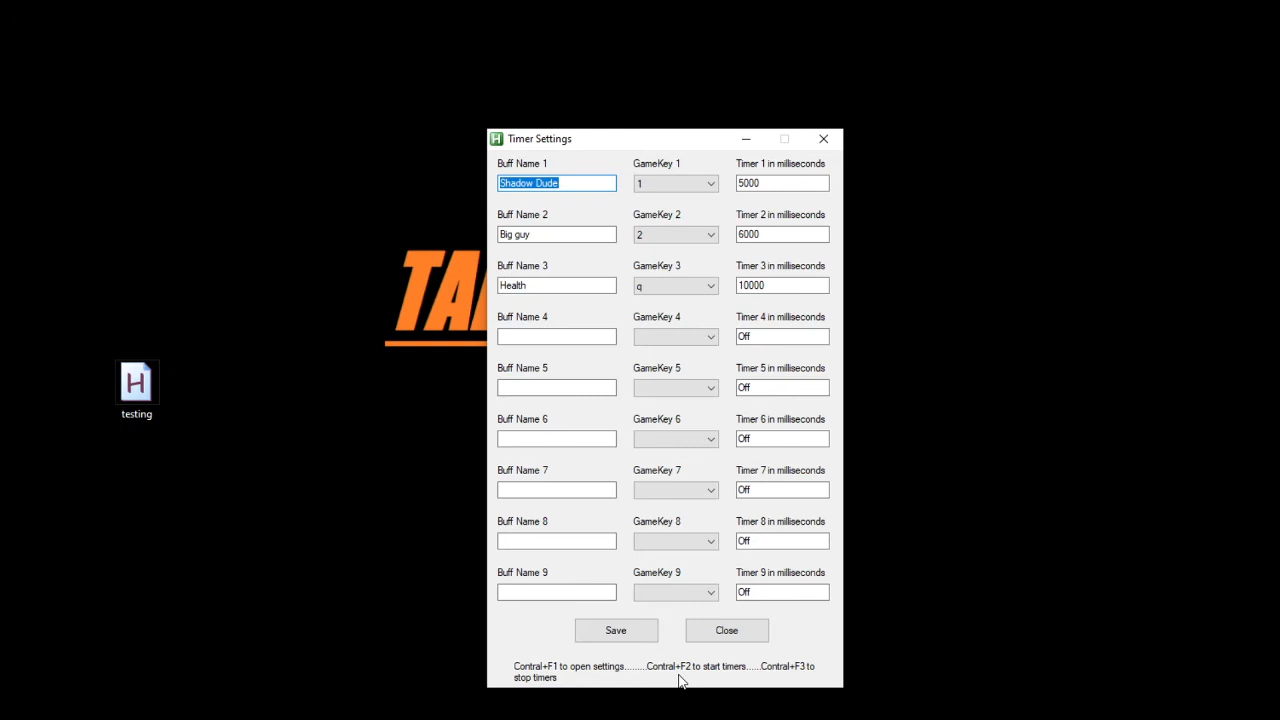 Timer Settings
Buff Name 1 GameKey 1 Timer 1 in milliseconds
Shadow Dude 1 5000
Buff Name 2 GameKey 2 Timer 2 in milliseconds
Big guy 2 6000
Buff Name 3 GameKey 3 Timer 3 in milliseconds
Health q 10000
Buff Name 4 GameKey 4 Timer 4 in milliseconds
Off
Buff Name 5 GameKey 5 Timer 5 in milliseconds
Off
Buff Name 6 GameKey 6 Timer 6 in milliseconds
Off
Buff Name 7 GameKey 7 Timer 7 in milliseconds
Off
Buff Name 8 GameKey 8 Timer 8 in milliseconds
Off
Buff Name 9 GameKey 9 Timer 9 in milliseconds
Off
Save Close
Contral+F1 to open settings........Contral+F2 to start timers......Contral+F3 to
stop timers
H
testing